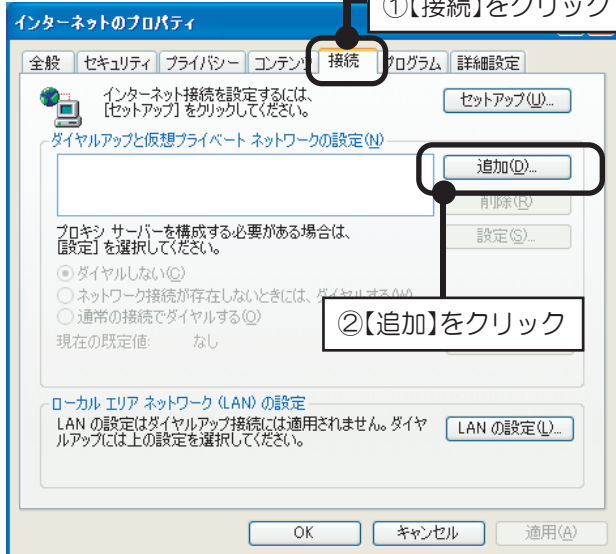 ①【接続】をクリック
インターネットのプロパティ
全般 セキュリティ プライバシー コンテンツ 接続 プログラム 詳細設定
インターネット接続を設定するには、
[セットアップ] をクリックしてください。
セットアップ(U)...
ダイヤルアップと仮想プライベート ネットワークの設定(N)
追加(D)...
削除(R)
プロキシ サーバーを構成する必要がある場合は、
[設定] を選択してください。
設定(S)...
ダイヤルしない(C)
ネットワーク接続が存在しないときには、ダイヤルする(W)
通常の接続でダイヤルする(O)
②【追加】をクリック
現在の既定値: なし
ローカル エリア ネットワーク (LAN) の設定
LAN の設定はダイヤルアップ接続には適用されません。ダイヤ
ルアップには上の設定を選択してください。
LAN の設定(L)...
OK キャンセル 適用(A)